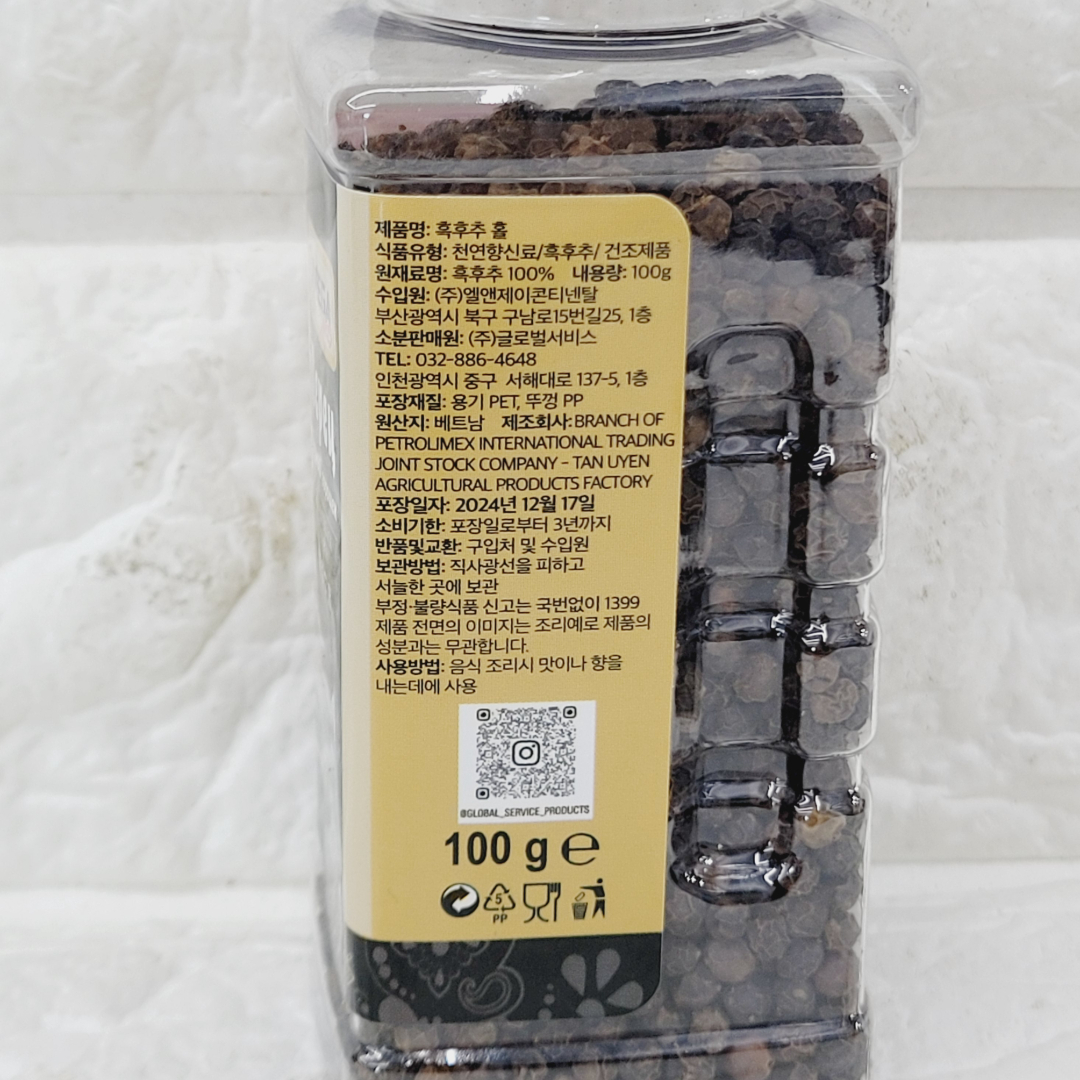 제품명: 흑후추 홀
식품유형: 천연향신료/흑후추/ 건조제품
원재료명: 흑후추 100% 내용량: 100g
수입원: (주)엘앤제이콘티넨탈
부산광역시 북구 구남로15번길25, 1층
소분판매원: (주)글로벌서비스
TEL: 032-886-4648
인천광역시 중구 서해대로 137-5, 1층
포장재질: 용기 PET, 뚜껑 PP
원산지: 베트남 제조회사:BRANCH OF
PETROLIMEX INTERNATIONAL TRADING
JOINT STOCK COMPANY - TAN UYEN
AGRICULTURAL PRODUCTS FACTORY
포장일자: 2024년 12월 17일
소비기한: 포장일로부터 3년까지
반품및교환: 구입처 및 수입원
보관방법: 직사광선을 피하고
서늘한 곳에 보관
부정·불량식품 신고는 국번없이 1399
제품 전면의 이미지는 조리예로 제품의
성분과는 무관합니다.
사용방법: 음식 조리시 맛이나 향을
내는데에 사용
@GLOBAL_SERVICE_PRODUCTS
100 g ℮
5
PP